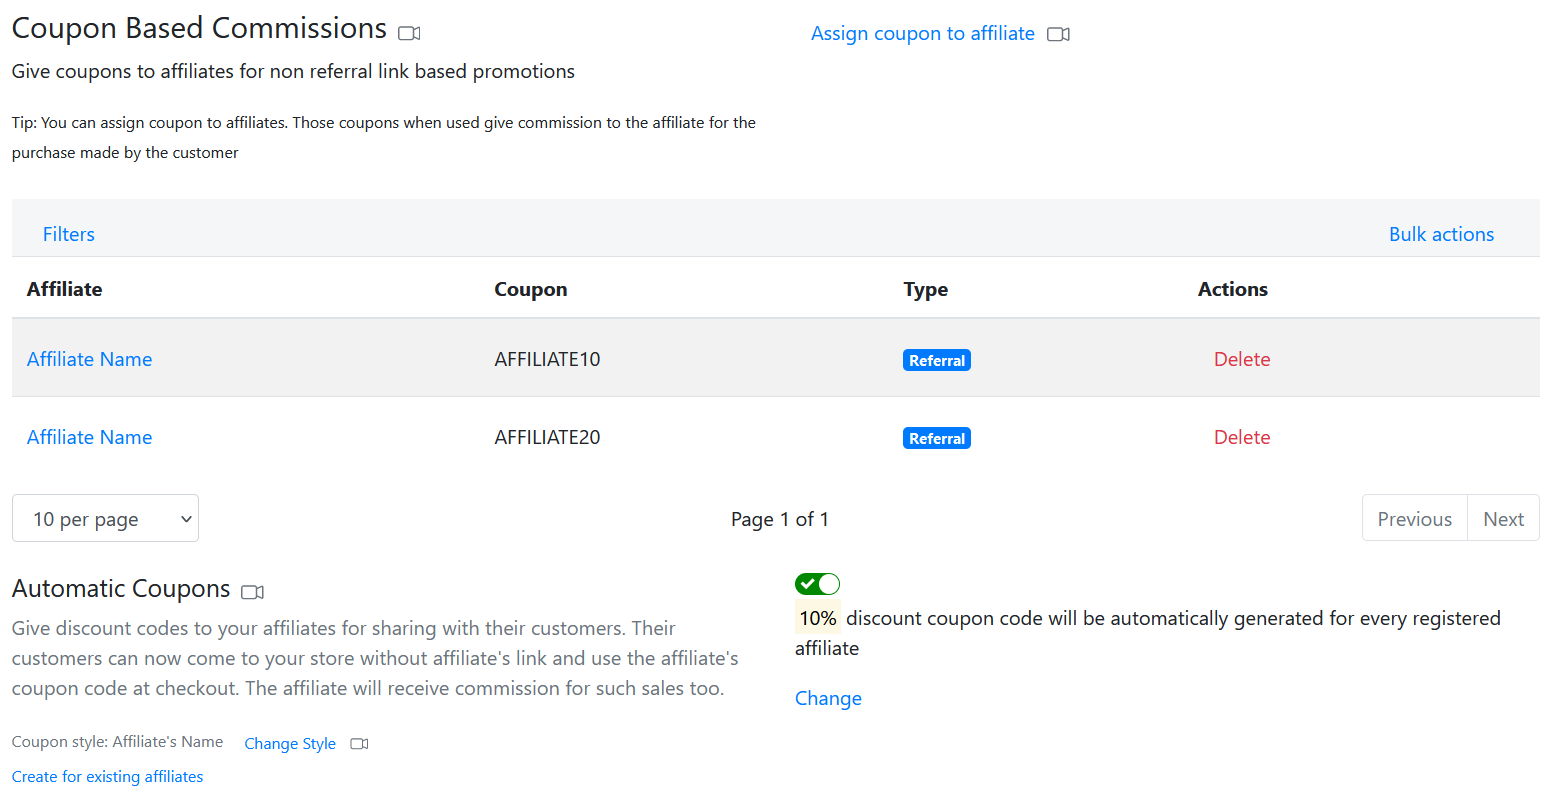 Coupon Based Commissions
Assign coupon to affiliate
Give coupons to affiliates for non referral link based promotions
Tip: You can assign coupon to affiliates. Those coupons when used give commission to the affiliate for the
purchase made by the customer
Filters
Bulk actions
Affiliate Coupon Type Actions
Affiliate Name AFFILIATE10 Referral Delete
Affiliate Name AFFILIATE20 Referral Delete
10 per page
Page 1 of 1
Previous Next
Automatic Coupons
Give discount codes to your affiliates for sharing with their customers. Their
customers can now come to your store without affiliate's link and use the affiliate's
coupon code at checkout. The affiliate will receive commission for such sales too.
Coupon style: Affiliate's Name Change Style
Create for existing affiliates
10% discount coupon code will be automatically generated for every registered
affiliate
Change